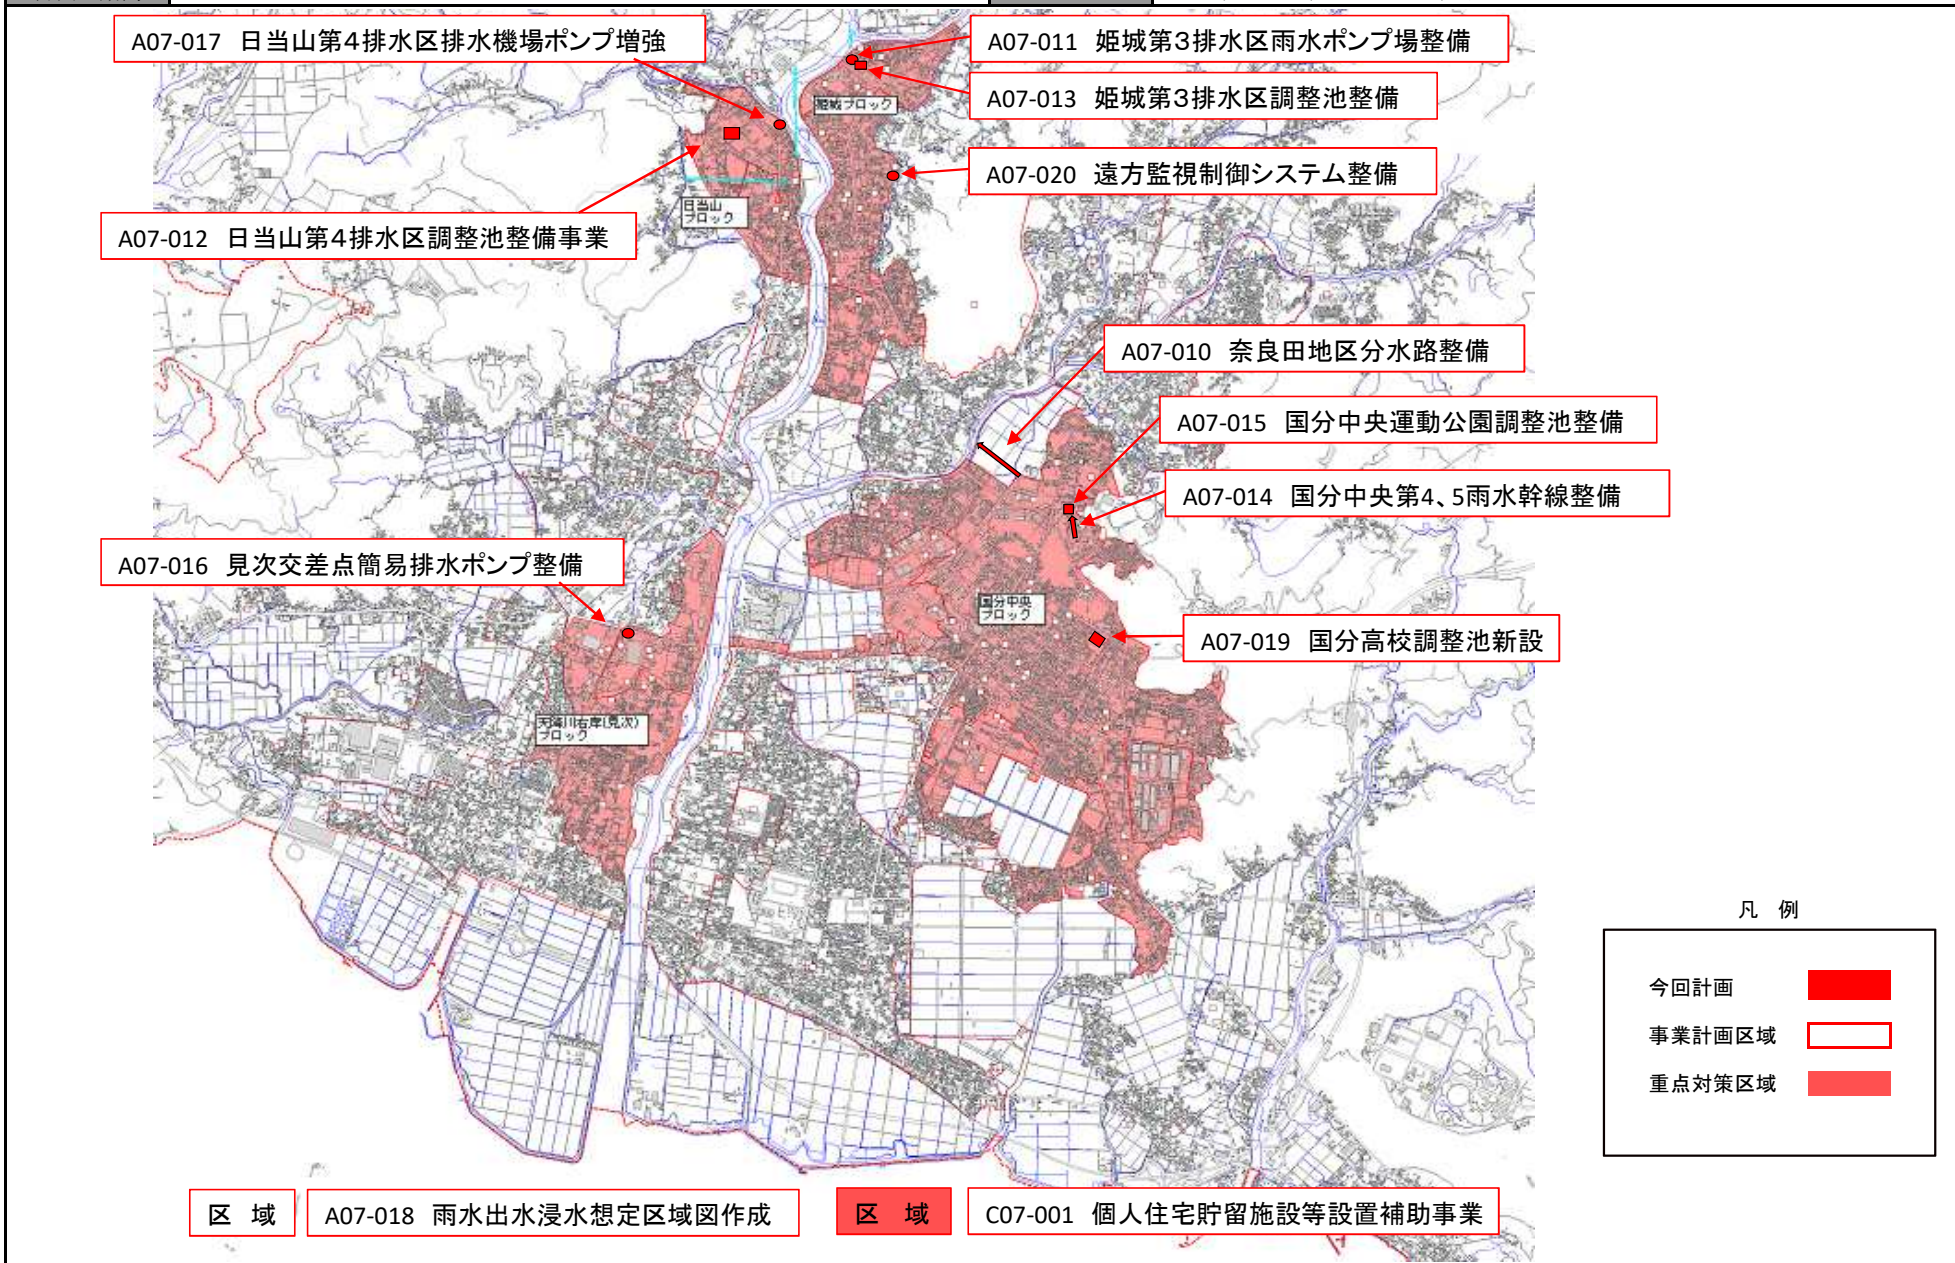 A07-017 日当山第4排水区排水機場ポンプ増強
A07-011 姫城第3排水区雨水ポンプ場整備
A07-013 姫城第3排水区調整池整備
姫城ブロック
A07-020 遠方監視制御システム整備
日当山
ブロック
A07-012 日当山第4排水区調整池整備事業
A07-010 奈良田地区分水路整備
A07-015 国分中央運動公園調整池整備
A07-014 国分中央第4、5雨水幹線整備
A07-016 見次交差点簡易排水ポンプ整備
国分中央
ブロック
A07-019 国分高校調整池新設
天降川右岸(見次)
ブロック
凡 例
今回計画
事業計画区域
重点対策区域
区 域
A07-018 雨水出水浸水想定区域図作成
区 域
C07-001 個人住宅貯留施設等設置補助事業